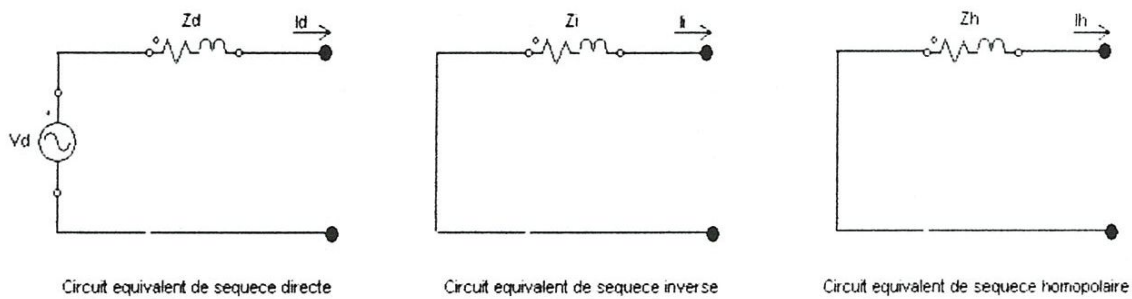 Zd
Id
Vd
Circuit equivalent de sequece directe
Zi
Ii
Circuit equivalent de sequece inverse
Zh
Ih
Circuit equivalent de sequece homopolaire